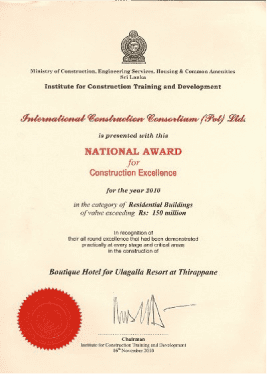 Ministry of Construction, Engineering Services, Housing & Common Amenities
Sri Lanka
Institute for Construction Training and Development
International Construction Consortium (Pvt) Ltd.
is presented with this
NATIONAL AWARD
for
Construction Excellence
for the year 2010
in the category of Residential Buildings
of value exceeding Rs: 150 million
In recognition of
their all round excellence that had been demonstrated
practically at every stage and critical areas
in the construction of
Boutique Hotel for Ulagalla Resort at Thirappane
Chairman
Institute for Construction Training and Development
16th November 2010